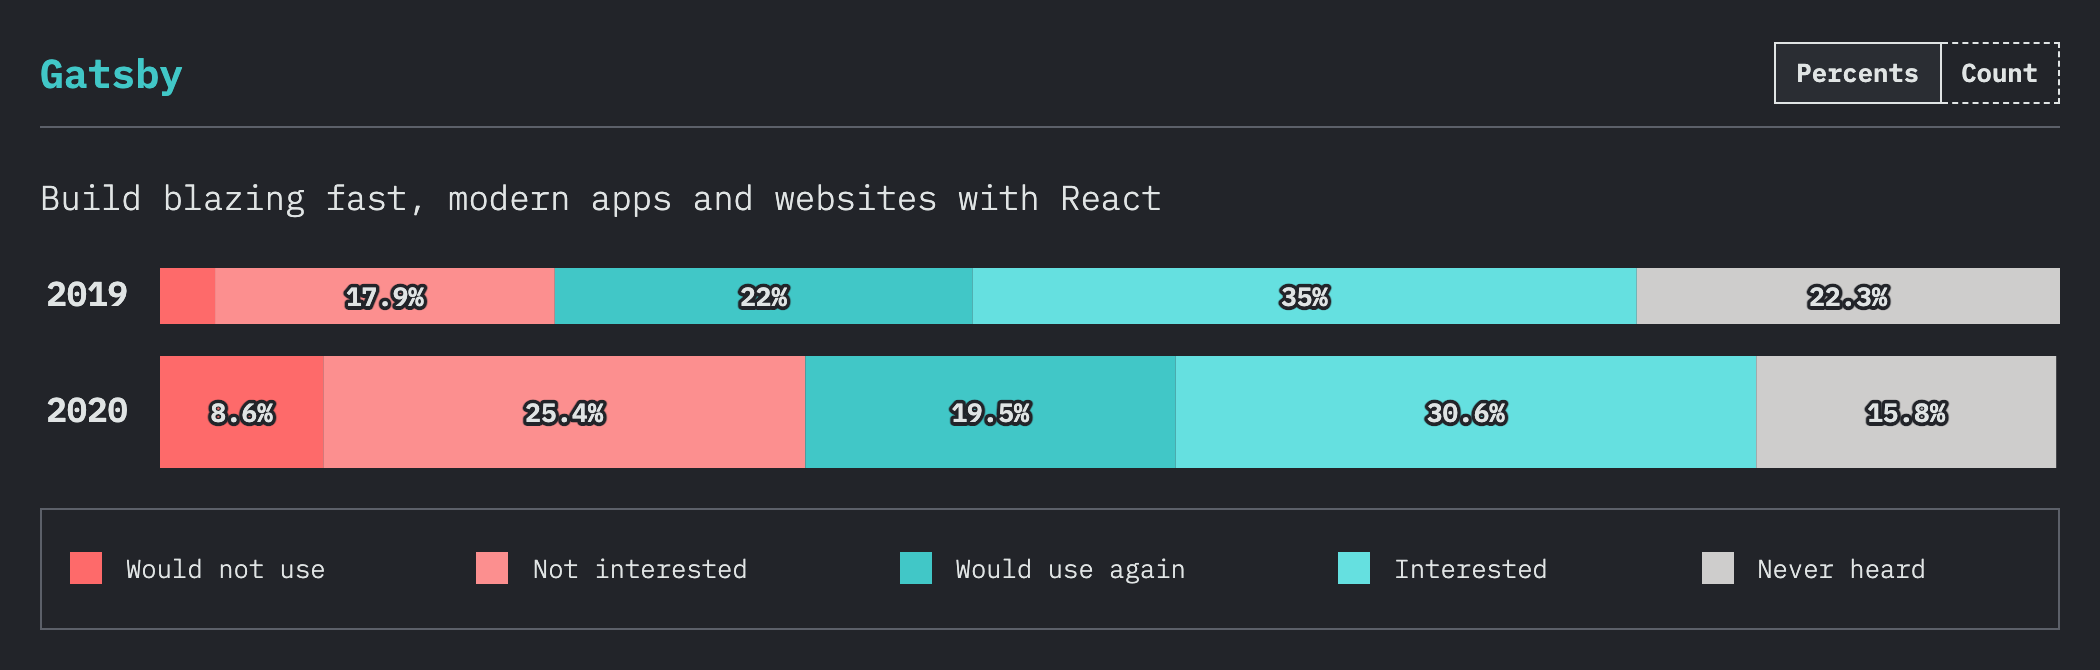 Gatsby
Percents Count
Build blazing fast, modern apps and websites with React
2019 17.9% 22% 35% 22.3%
2020 8.6% 25.4% 19.5% 30.6% 15.8%
Would not use Not interested Would use again Interested Never heard